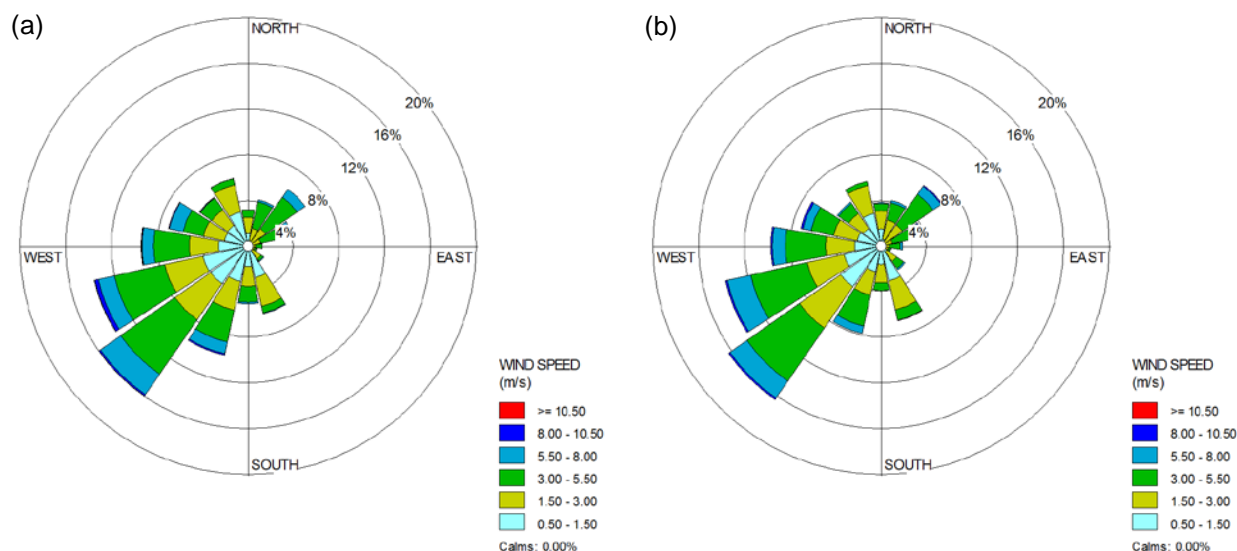 (a)
NORTH
20%
16%
12%
8%
4%
WEST
EAST
SOUTH
WIND SPEED
(m/s)
>= 10.50
8.00 - 10.50
5.50 - 8.00
3.00 - 5.50
1.50 - 3.00
0.50 - 1.50
Calms: 0.00%
(b)
NORTH
20%
16%
12%
8%
4%
WEST
EAST
SOUTH
WIND SPEED
(m/s)
>= 10.50
8.00 - 10.50
5.50 - 8.00
3.00 - 5.50
1.50 - 3.00
0.50 - 1.50
Calms: 0.00%